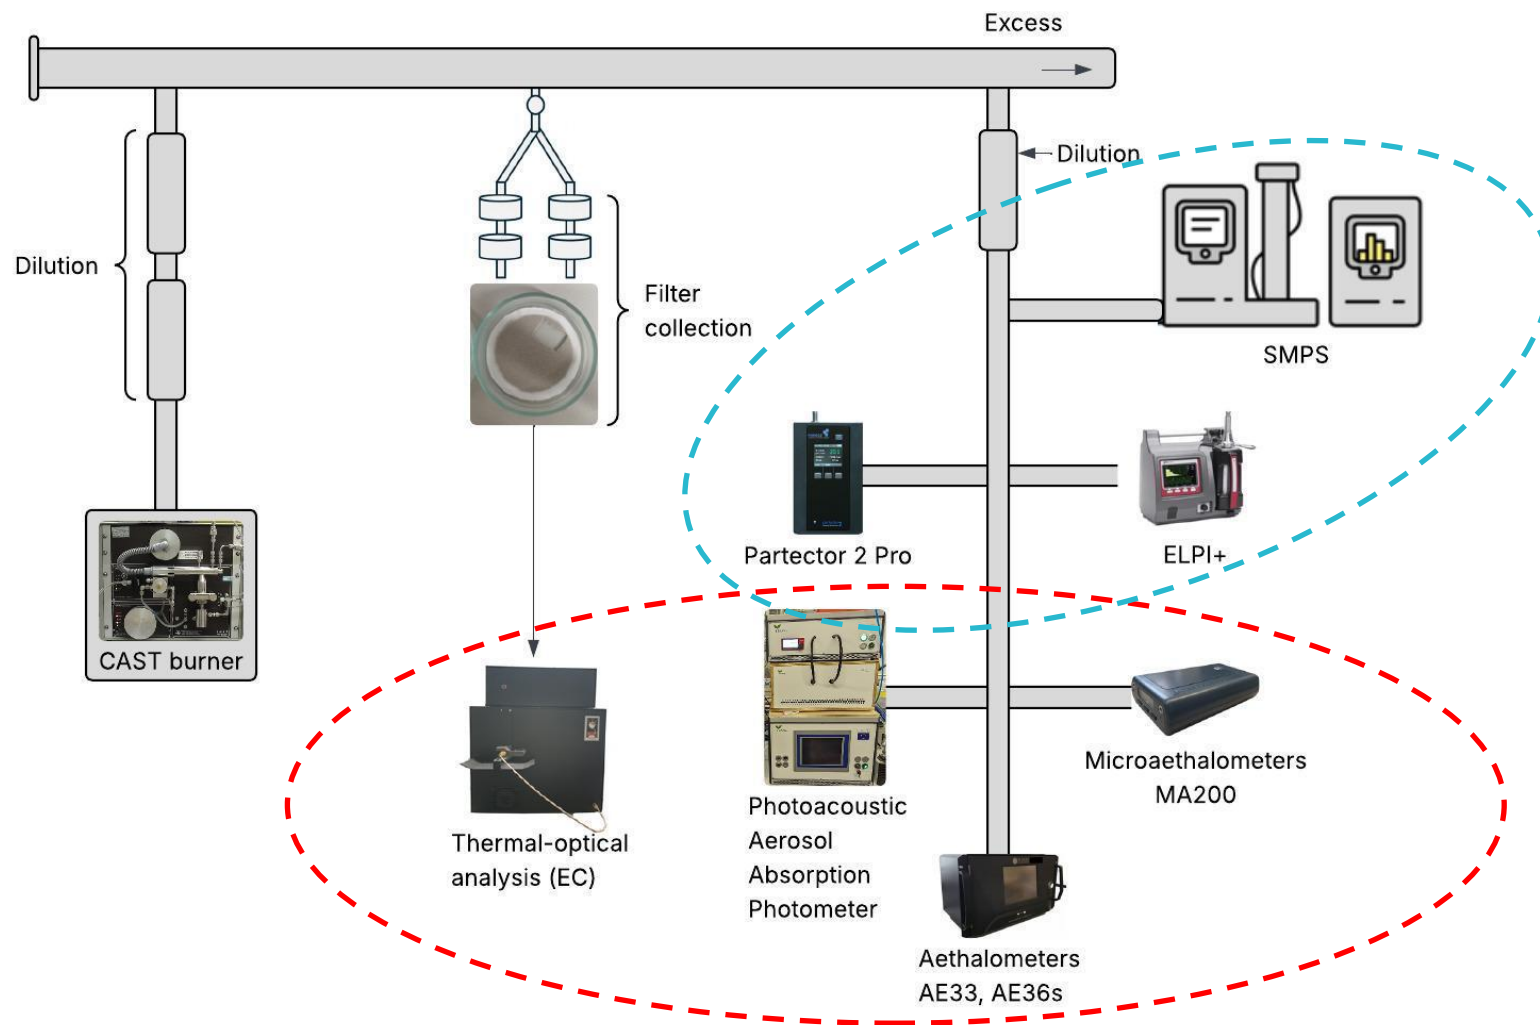 Excess
Dilution
Dilution
Filter
collection
SMPS
Partector 2 Pro
ELPI+
CAST burner
Thermal-optical
analysis (EC)
Photoacoustic
Aerosol
Absorption
Photometer
Microaethalometers
MA200
Aethalometers
AE33, AE36s